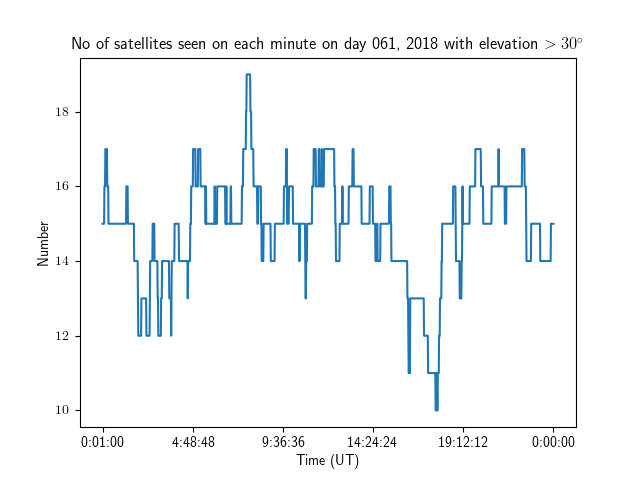 No of satellites seen on each minute on day 061, 2018 with elevation > 30°
Number
18
16
14
12
10
0:01:00 4:48:48 9:36:36 14:24:24 19:12:12 0:00:00
Time (UT)